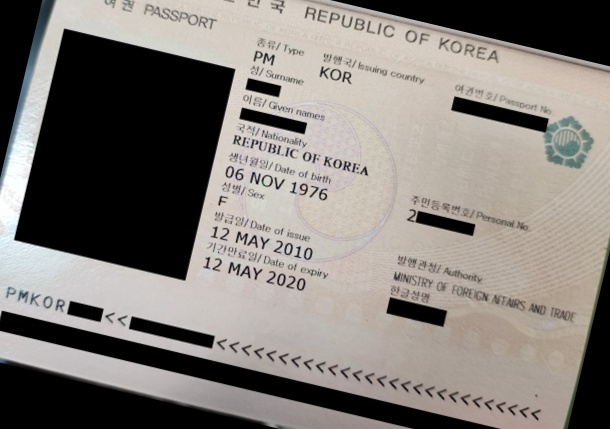 한 민 국 REPUBLIC OF KOREA
여권 PASSPORT
종류/ Type 발행국/ Issuing country 여권번호/ Passport No.
PM KOR
성/ Surname
이름/ Given names
국적/ Nationality
REPUBLIC OF KOREA
생년월일/ Date of birth
06 NOV 1976
성별/ Sex 주민등록번호/ Personal No.
F 2
발급일/ Date of issue
12 MAY 2010
기간만료일/ Date of expiry 발행관청/ Authority
12 MAY 2020 MINISTRY OF FOREIGN AFFAIRS AND TRADE
한글성명
PMKOR <<